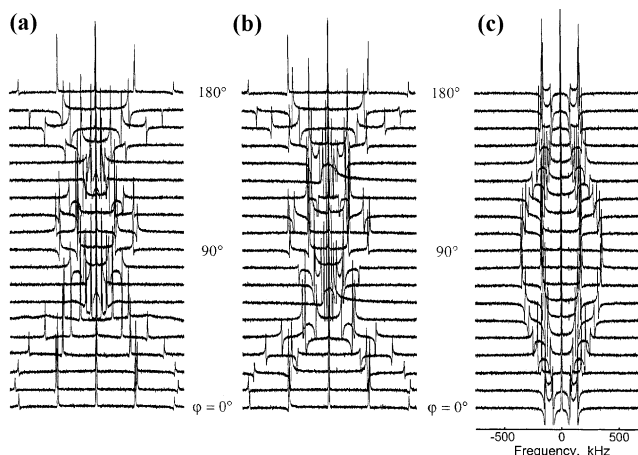 (a) (b) (c)
180° 180°
90° 90°
φ = 0° φ = 0°
-500 0 500
Frequency, kHz